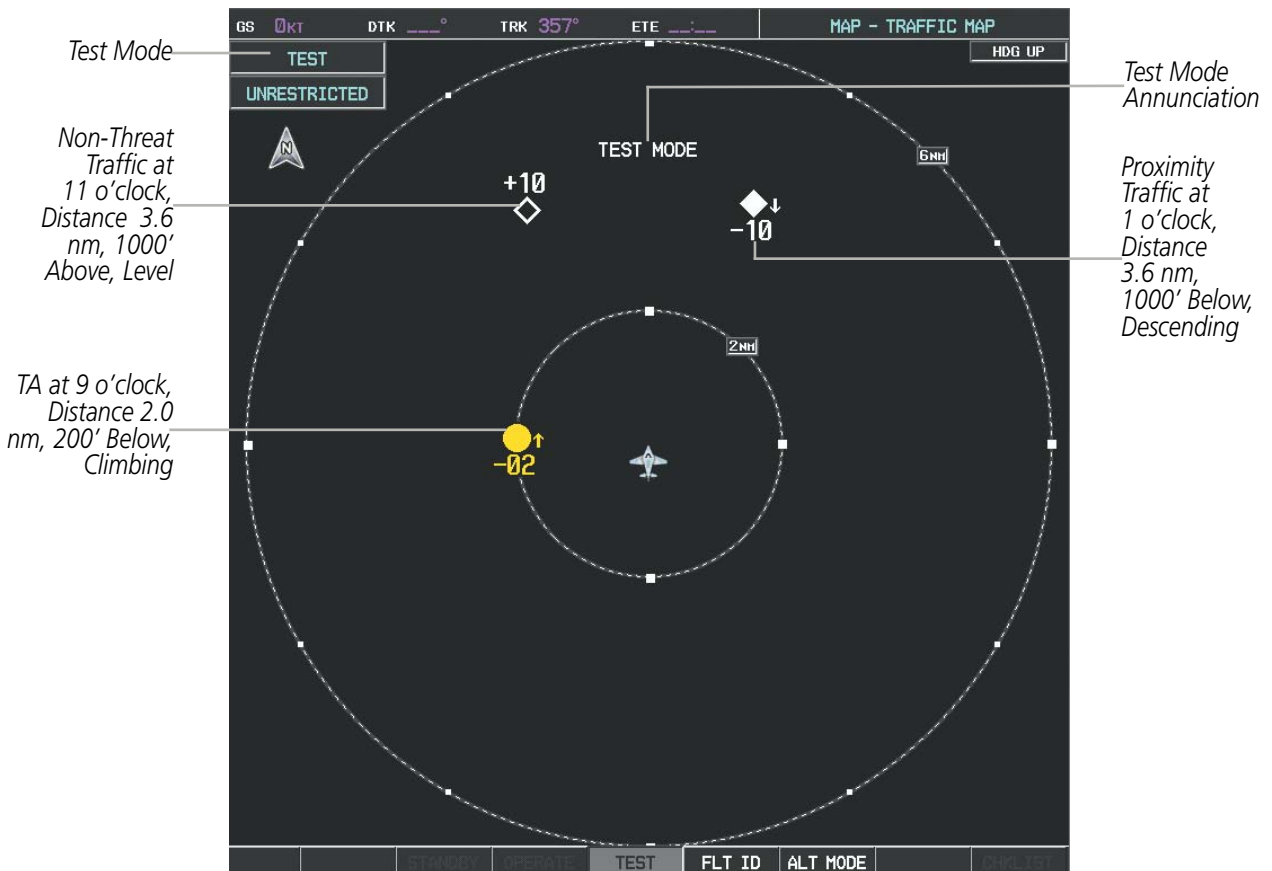 GS 0KT DTK ___° TRK 357° ETE __:__ MAP - TRAFFIC MAP
TEST
HDG UP
UNRESTRICTED
Test Mode
Test Mode
Annunciation
TEST MODE
N
6NM
Non-Threat
Traffic at
11 o’clock,
Distance 3.6
nm, 1000’
Above, Level
+10
-10
Proximity
Traffic at
1 o’clock,
Distance
3.6 nm,
1000’ Below,
Descending
2NM
TA at 9 o’clock,
Distance 2.0
nm, 200’ Below,
Climbing
-02
STANDBY OPERATE TEST FLT ID ALT MODE CHKLIST